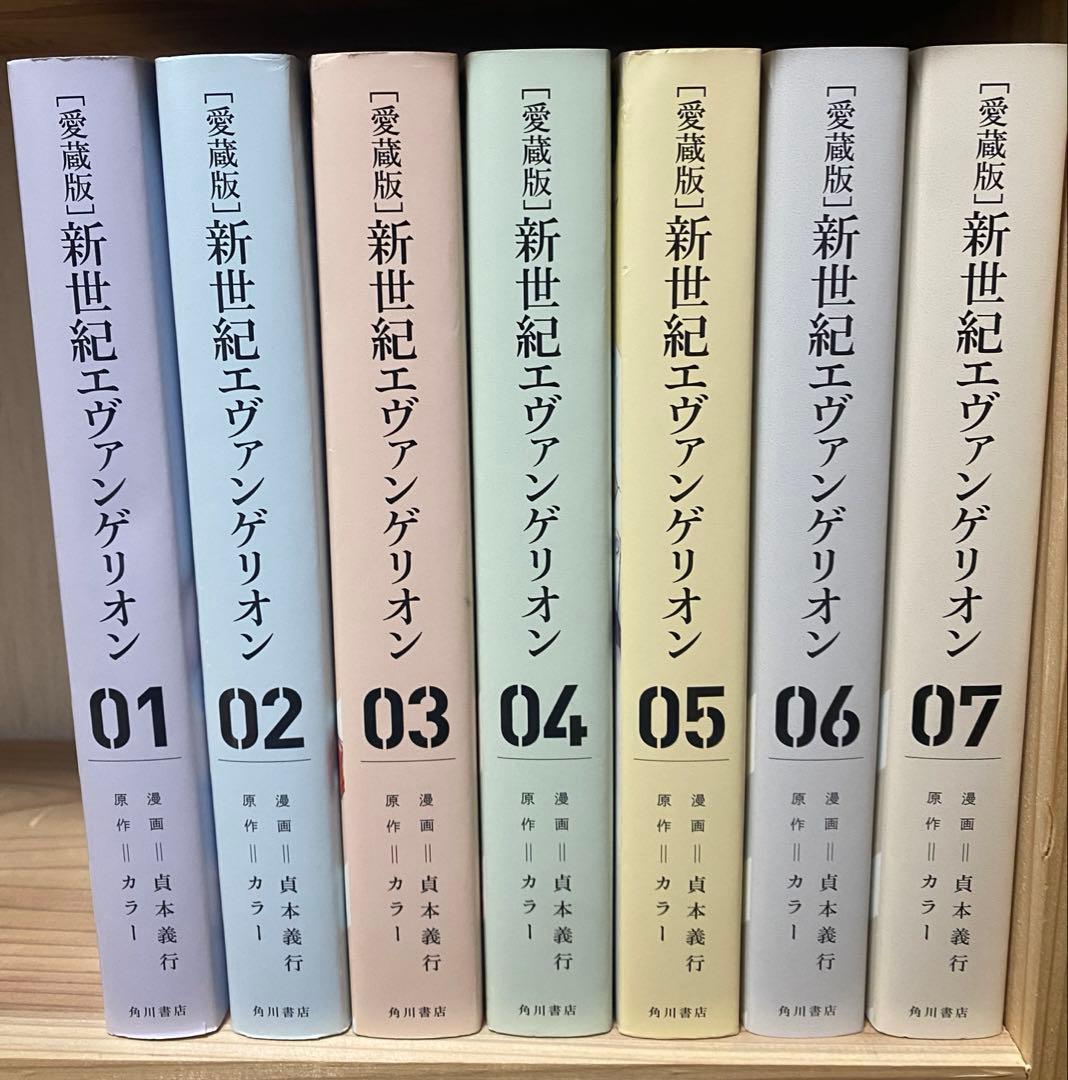 [愛蔵版]新世紀エヴァンゲリオン
01
漫画=貞本義行
原作=カラー
角川書店
[愛蔵版]新世紀エヴァンゲリオン
02
漫画=貞本義行
原作=カラー
角川書店
[愛蔵版]新世紀エヴァンゲリオン
03
漫画=貞本義行
原作=カラー
角川書店
[愛蔵版]新世紀エヴァンゲリオン
04
漫画=貞本義行
原作=カラー
角川書店
[愛蔵版]新世紀エヴァンゲリオン
05
漫画=貞本義行
原作=カラー
角川書店
[愛蔵版]新世紀エヴァンゲリオン
06
漫画=貞本義行
原作=カラー
角川書店
[愛蔵版]新世紀エヴァンゲリオン
07
漫画=貞本義行
原作=カラー
角川書店